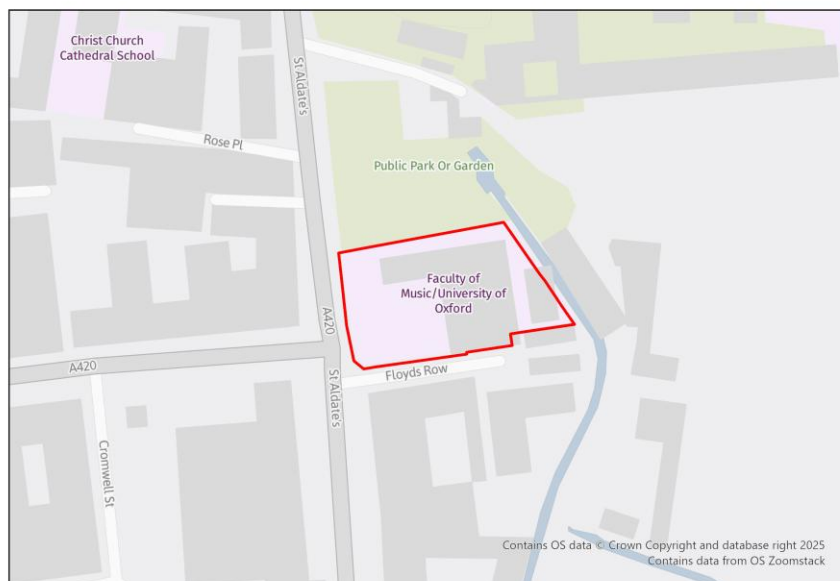 Christ Church
Cathedral School
St Aldate's
Rose Pl
Public Park Or Garden
Faculty of
Music/University of
Oxford
A420
A420
St Aldate's
Floyds Row
Cromwell St
Contains OS data © Crown Copyright and database right 2025
Contains data from OS Zoomstack